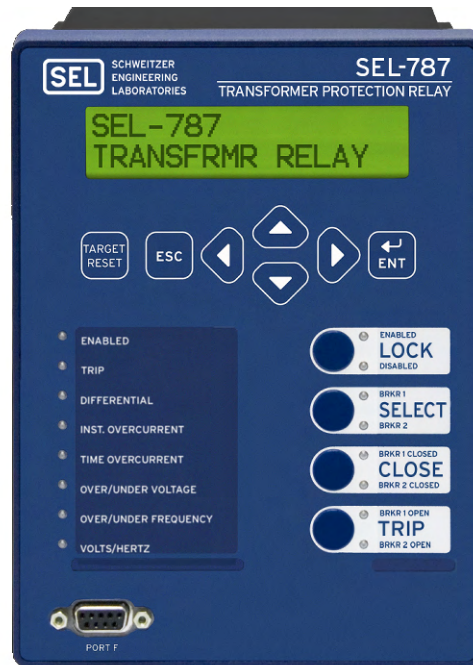 SEL
SCHWEITZER
ENGINEERING
LABORATORIES
SEL-787
TRANSFORMER PROTECTION RELAY
SEL-787
TRANSFRMR RELAY
TARGET
RESET
ESC
ENT
ENABLED
TRIP
DIFFERENTIAL
INST. OVERCURRENT
TIME OVERCURRENT
OVER/UNDER VOLTAGE
OVER/UNDER FREQUENCY
VOLTS/HERTZ
ENABLED
LOCK
DISABLED
BRKR 1
SELECT
BRKR 2
BRKR 1 CLOSED
CLOSE
BRKR 2 CLOSED
BRKR 1 OPEN
TRIP
BRKR 2 OPEN
PORT F